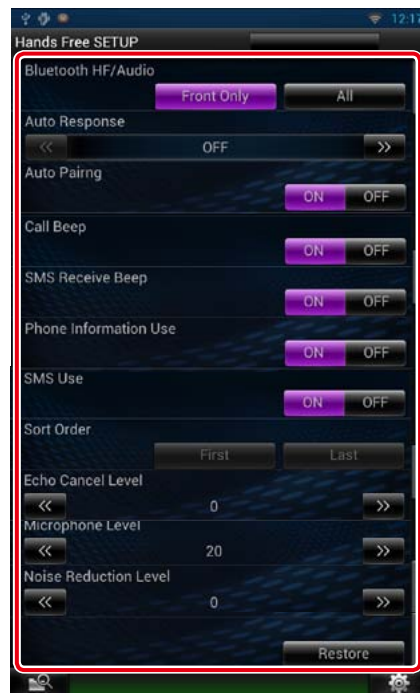 12:17
Hands Free SETUP
Bluetooth HF/Audio
Front Only All
Auto Response
<< OFF >>
Auto Pairng
ON OFF
Call Beep
ON OFF
SMS Receive Beep
ON OFF
Phone Information Use
ON OFF
SMS Use
ON OFF
Sort Order
First Last
Echo Cancel Level
<< 0 >>
Microphone Level
<< 20 >>
Noise Reduction Level
<< 0 >>
Restore